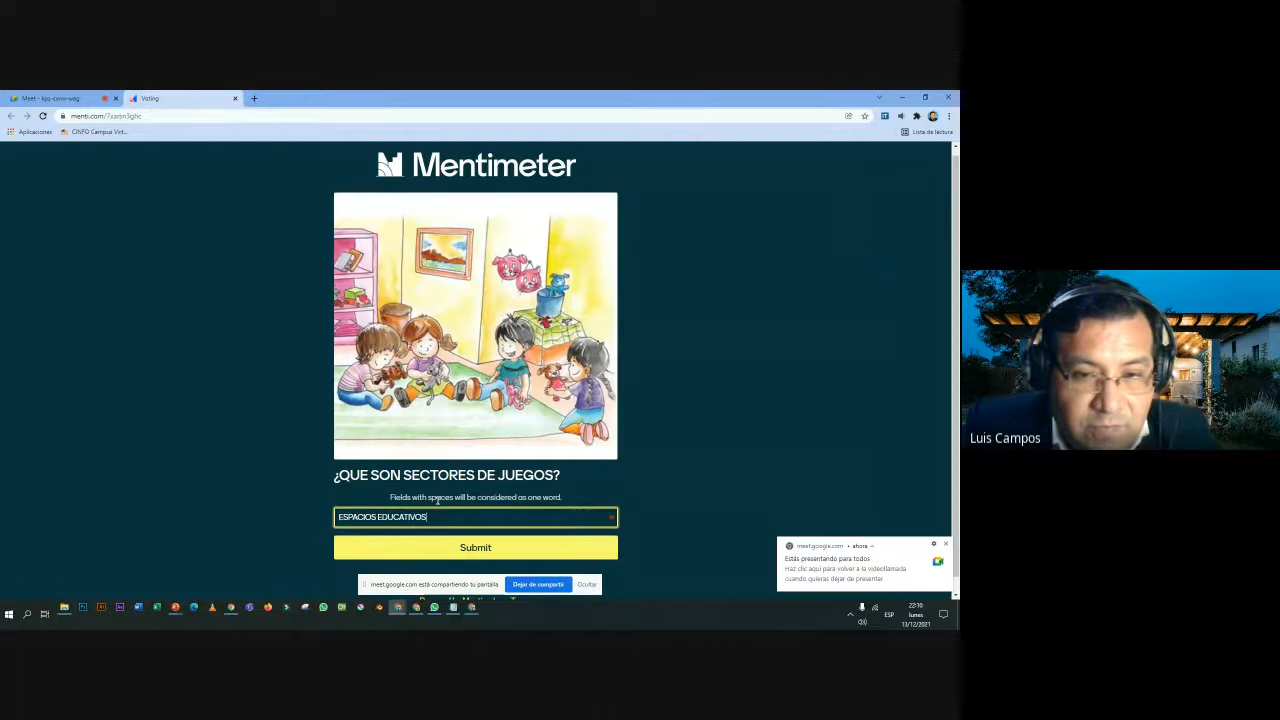 Meet - kps-cxnw-weg
Voting
menti.com/7xwsn3ghc
Aplicaciones
CINFO Campus Virt...
Lista de lectura
Mentimeter
¿QUE SON SECTORES DE JUEGOS?
Fields with spaces will be considered as one word.
ESPACIOS EDUCATIVOS
Submit
meet.google.com • ahora
Estás presentando para todos
Haz clic aquí para volver a la videollamada
cuando quieras dejar de presentar
meet.google.com está compartiendo tu pantalla.
Dejar de compartir
Ocultar
ESP
22:10
lunes
13/12/2021
Luis Campos